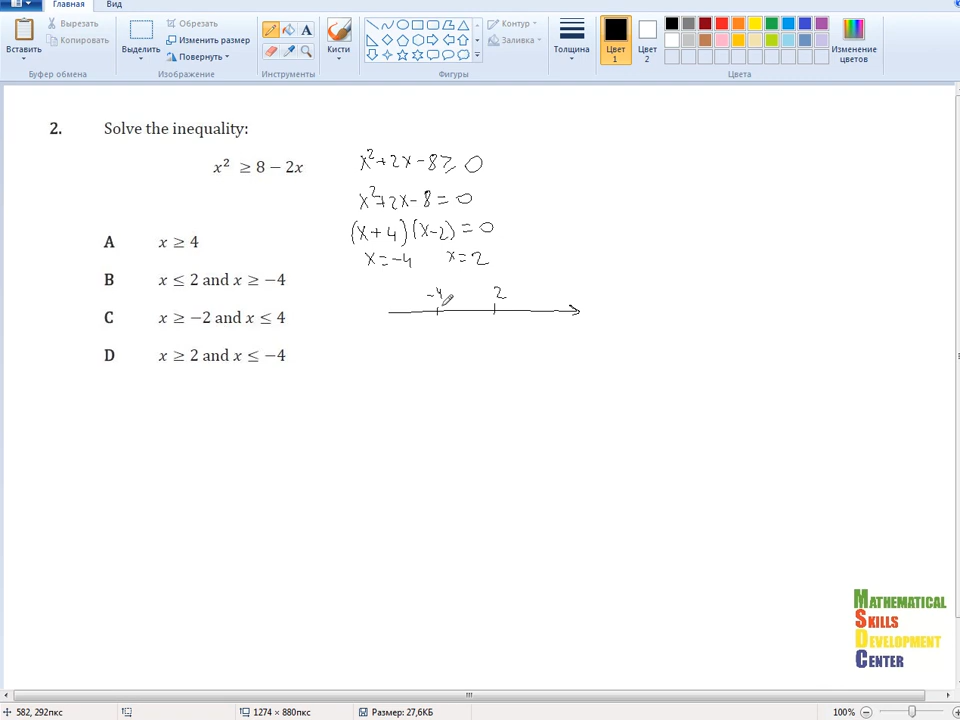 Главная Вид
Вставить
Вырезать
Копировать
Буфер обмена
Выделить
Обрезать
Изменить размер
Повернуть
Изображение
Инструменты
Кисти
Контур
Заливка
Фигуры
Толщина
Цвет 1
Цвет 2
Изменение цветов
Цвета
2. Solve the inequality:
x² ≥ 8 − 2x
A x ≥ 4
B x ≤ 2 and x ≥ −4
C x ≥ −2 and x ≤ 4
D x ≥ 2 and x ≤ −4
x²+2x-8≥0
x²+2x-8=0
(x+4)(x-2)=0
x=-4 x=2
-4 2
MATHEMATICAL
SKILLS
DEVELOPMENT
CENTER
582, 292пкс 1274 × 880пкс Размер: 27,6КБ 100%